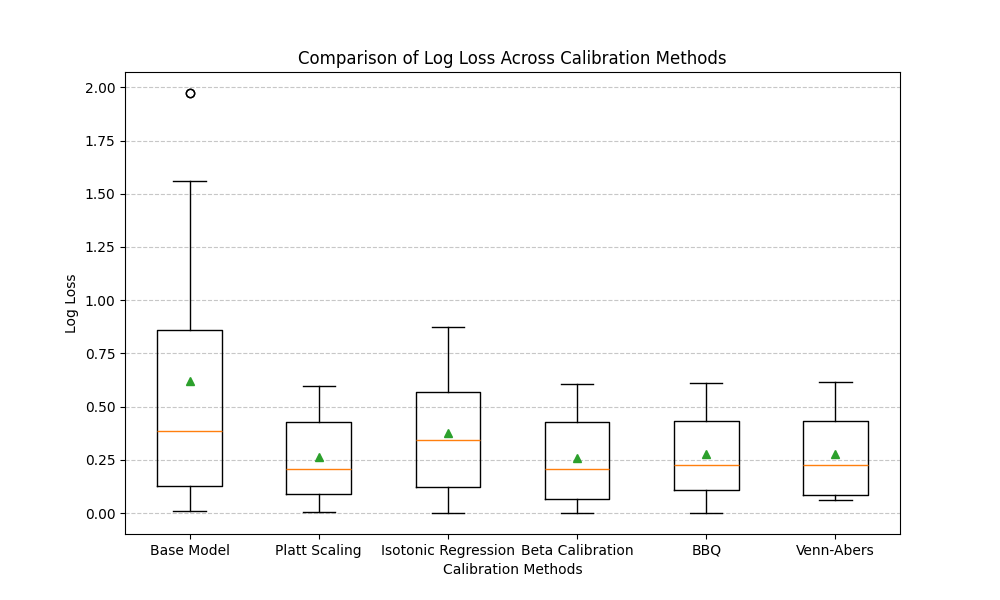 Comparison of Log Loss Across Calibration Methods
2.00
1.75
1.50
1.25
1.00
0.75
0.50
0.25
0.00
Log Loss
Base Model Platt Scaling Isotonic Regression Beta Calibration BBQ Venn-Abers
Calibration Methods